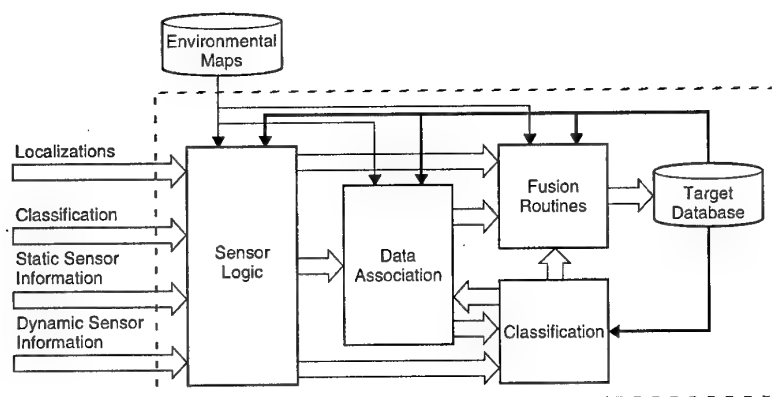 Environmental
Maps
Localizations
Classification
Static Sensor
Information
Dynamic Sensor
Information
Sensor
Logic
Data
Association
Fusion
Routines
Classification
Target
Database